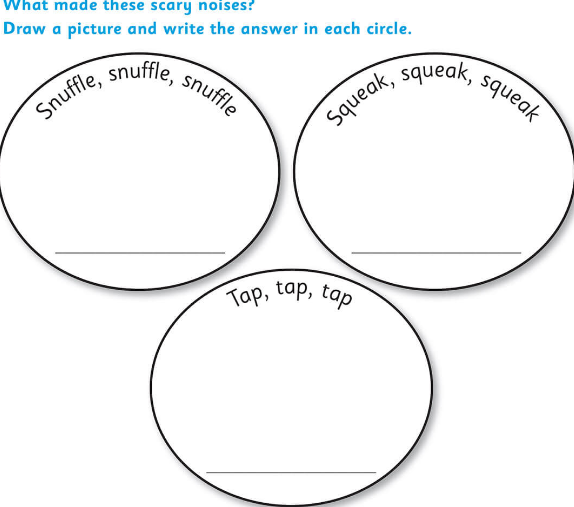 What made these scary noises?
Draw a picture and write the answer in each circle.
Snuffle, snuffle, snuffle
Squeak, squeak, squeak
Tap, tap, tap